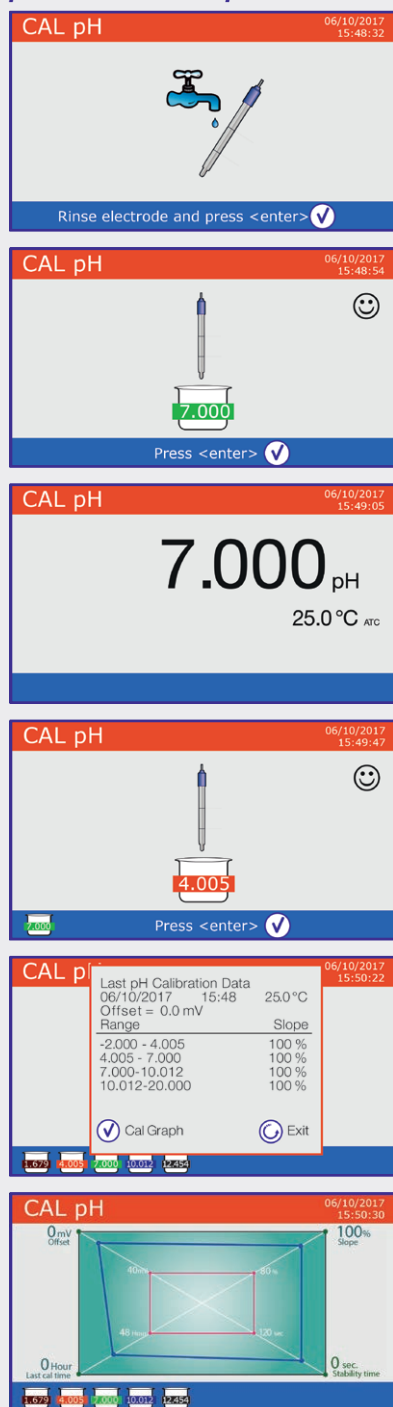 CAL pH
06/10/2017
15:48:32
Rinse electrode and press <enter>
CAL pH
06/10/2017
15:48:54
7.000
Press <enter>
CAL pH
06/10/2017
15:49:05
7.000 pH
25.0 °C ATC
CAL pH
06/10/2017
15:49:47
4.005
7.000
Press <enter>
06/10/2017
15:50:22
Last pH Calibration Data
06/10/2017 15:48 25.0 °C
Offset = 0.0 mV
Range Slope
-2.000 - 4.005 100 %
4.005 - 7.000 100 %
7.000-10.012 100 %
10.012-20.000 100 %
Cal Graph Exit
1.679 4.005 7.000 10.012 12.454
CAL pH
06/10/2017
15:50:30
0 mV
Offset
100%
Slope
80 %
120 sec
0 Hour
Last cal time
0 sec.
Stability time
1.679 4.005 7.000 10.012 12.454